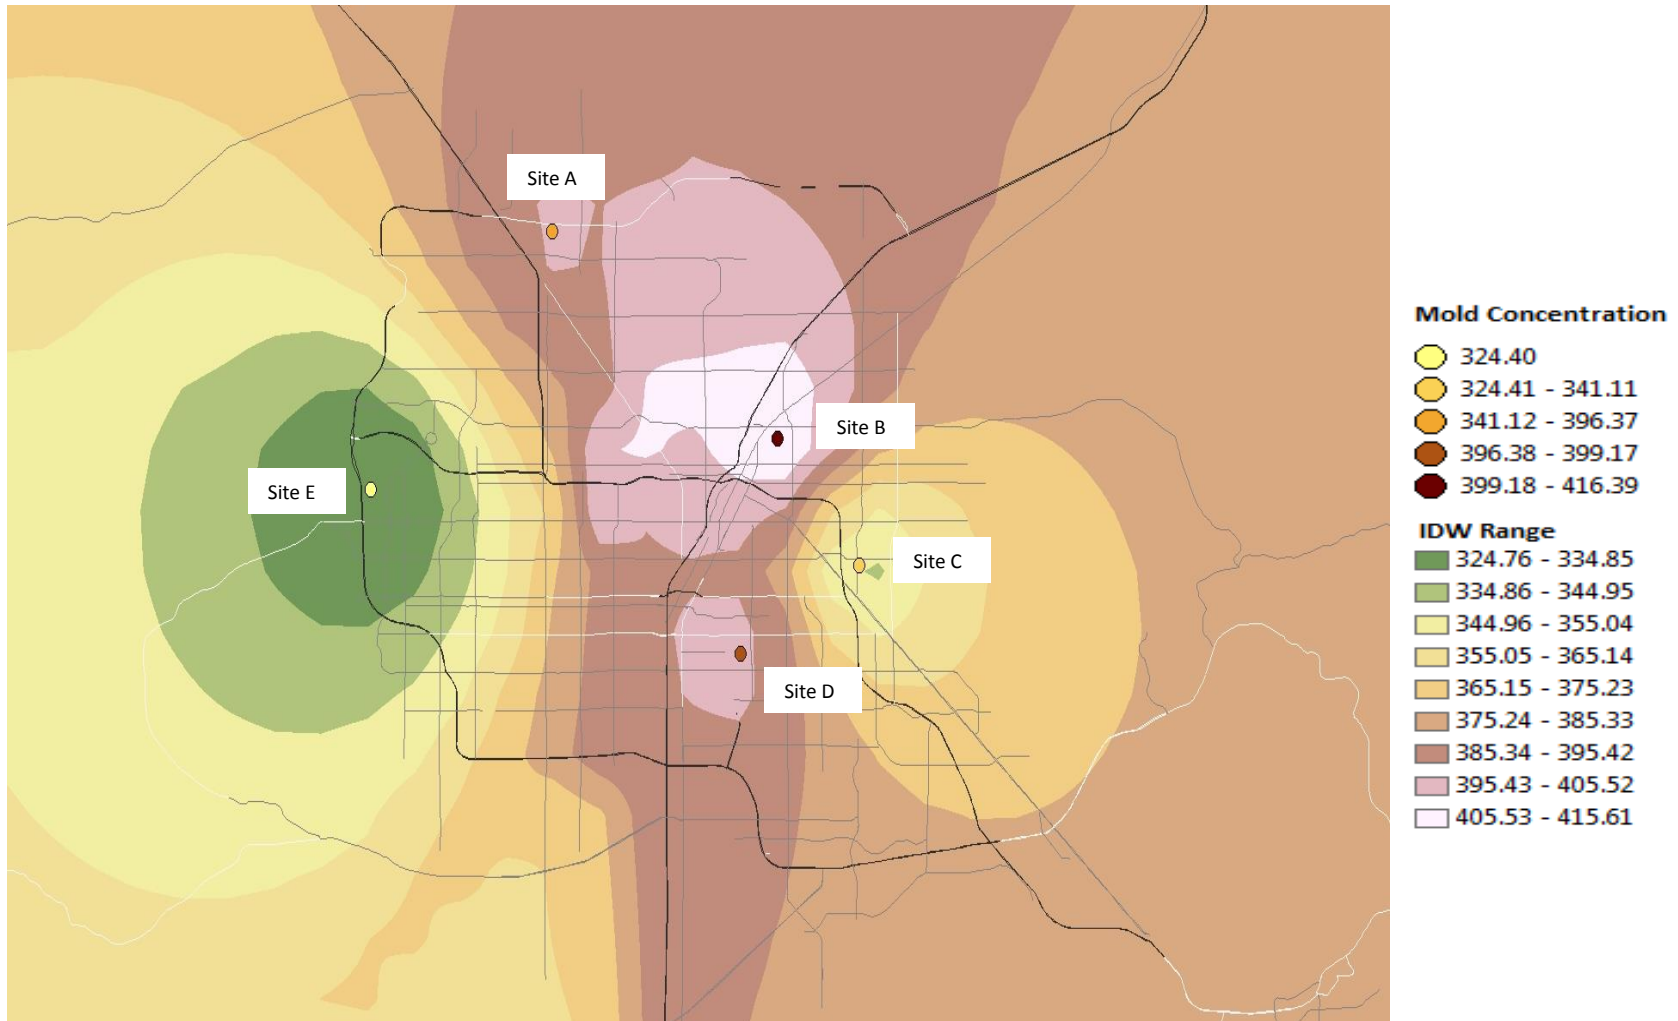 Site A
Site B
Site E
Site C
Site D
Mold Concentration
324.40
324.41 - 341.11
341.12 - 396.37
396.38 - 399.17
399.18 - 416.39
IDW Range
324.76 - 334.85
334.86 - 344.95
344.96 - 355.04
355.05 - 365.14
365.15 - 375.23
375.24 - 385.33
385.34 - 395.42
395.43 - 405.52
405.53 - 415.61